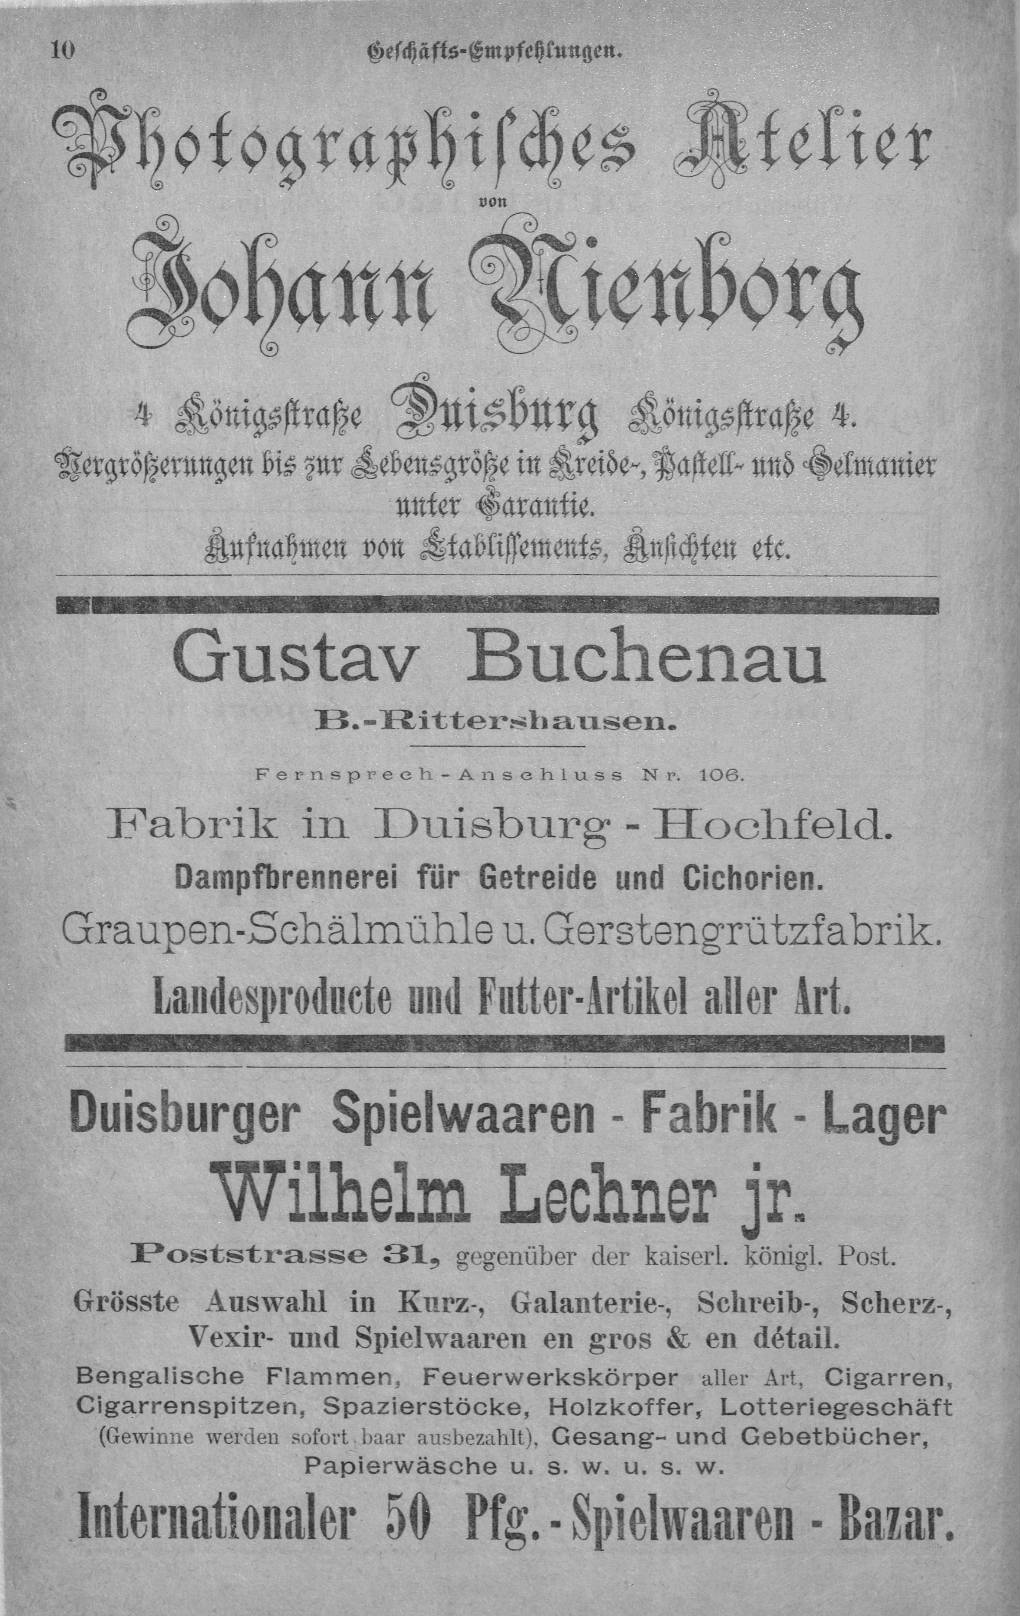 10
Geschäfts-Empfehlungen.
Photographisches Atelier
von
Johann Nienborg
4 Königsstraße Duisburg Königsstraße 4.
Vergrößerungen bis zur Lebensgröße in Kreide-, Pastell- und Oelmanier
unter Garantie.
Aufnahmen von Etablissements, Ansichten etc.
Gustav Buchenau
B.-Rittershausen.
Fernsprech-Anschluss Nr. 106.
Fabrik in Duisburg - Hochfeld.
Dampfbrennerei für Getreide und Cichorien.
Graupen-Schälmühle u. Gerstengrützfabrik.
Landesproducte und Futter-Artikel aller Art.
Duisburger Spielwaaren - Fabrik - Lager
Wilhelm Lechner jr.
Poststrasse 31, gegenüber der kaiserl. königl. Post.
Grösste Auswahl in Kurz-, Galanterie-, Schreib-, Scherz-,
Vexir- und Spielwaaren en gros & en détail.
Bengalische Flammen, Feuerwerkskörper aller Art, Cigarren,
Cigarrenspitzen, Spazierstöcke, Holzkoffer, Lotteriegeschäft
(Gewinne werden sofort baar ausbezahlt), Gesang- und Gebetbücher,
Papierwäsche u. s. w. u. s. w.
Internationaler 50 Pfg. - Spielwaaren - Bazar.